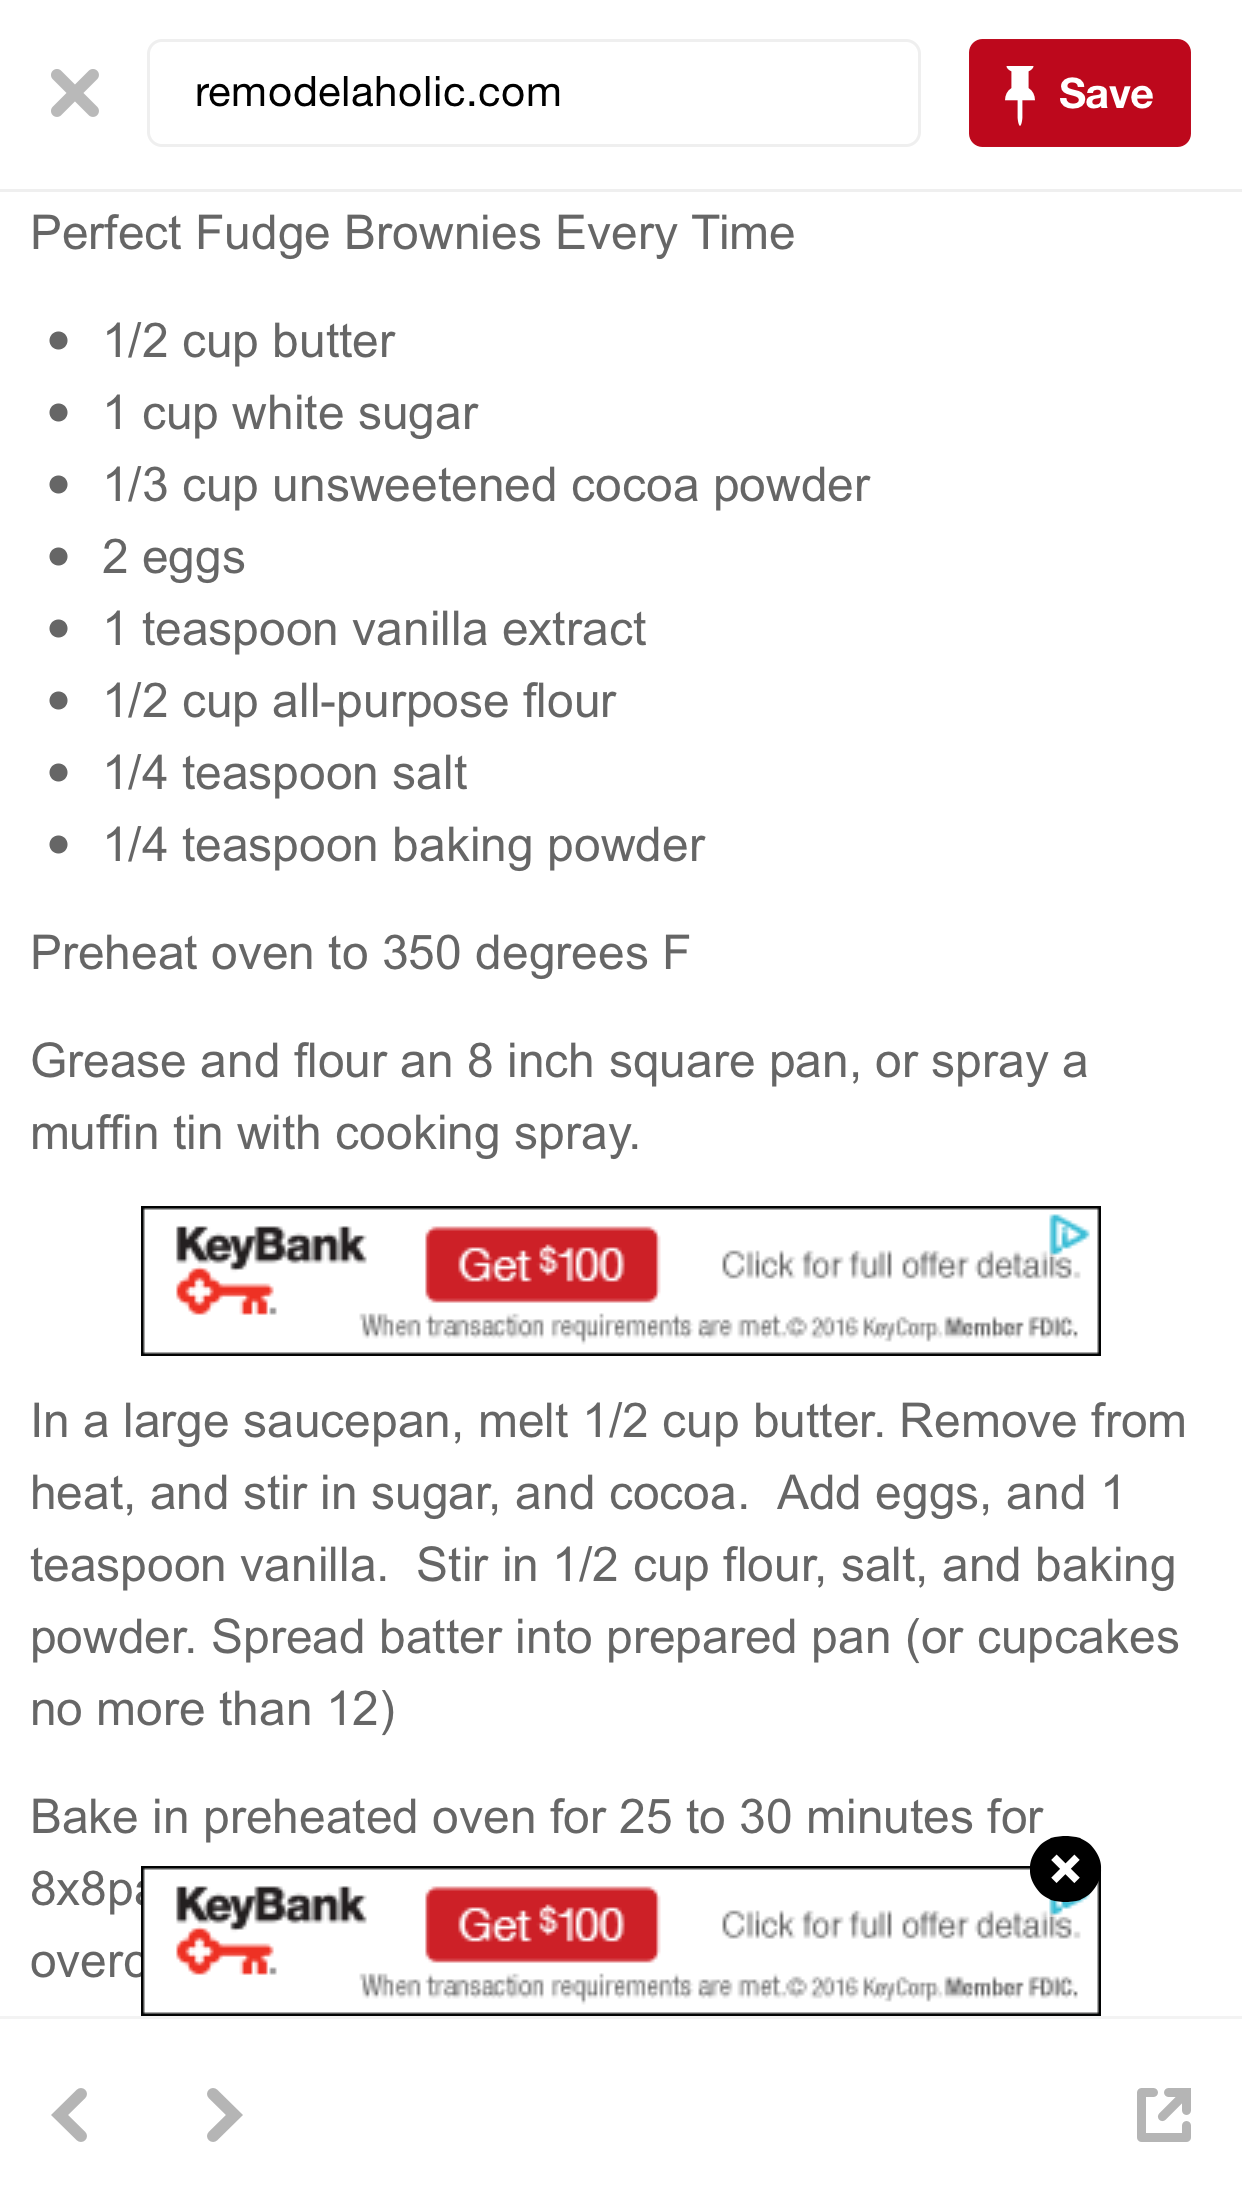 remodelaholic.com
Save
Perfect Fudge Brownies Every Time
• 1/2 cup butter
• 1 cup white sugar
• 1/3 cup unsweetened cocoa powder
• 2 eggs
• 1 teaspoon vanilla extract
• 1/2 cup all-purpose flour
• 1/4 teaspoon salt
• 1/4 teaspoon baking powder
Preheat oven to 350 degrees F
Grease and flour an 8 inch square pan, or spray a
muffin tin with cooking spray.
KeyBank
Get $100
Click for full offer details.
When transaction requirements are met.© 2016 KeyCorp. Member FDIC.
In a large saucepan, melt 1/2 cup butter. Remove from
heat, and stir in sugar, and cocoa.  Add eggs, and 1
teaspoon vanilla.  Stir in 1/2 cup flour, salt, and baking
powder. Spread batter into prepared pan (or cupcakes
no more than 12)
Bake in preheated oven for 25 to 30 minutes for
8x8p
KeyBank
Get $100
Click for full offer details.
overc
When transaction requirements are met.© 2016 KeyCorp. Member FDIC.